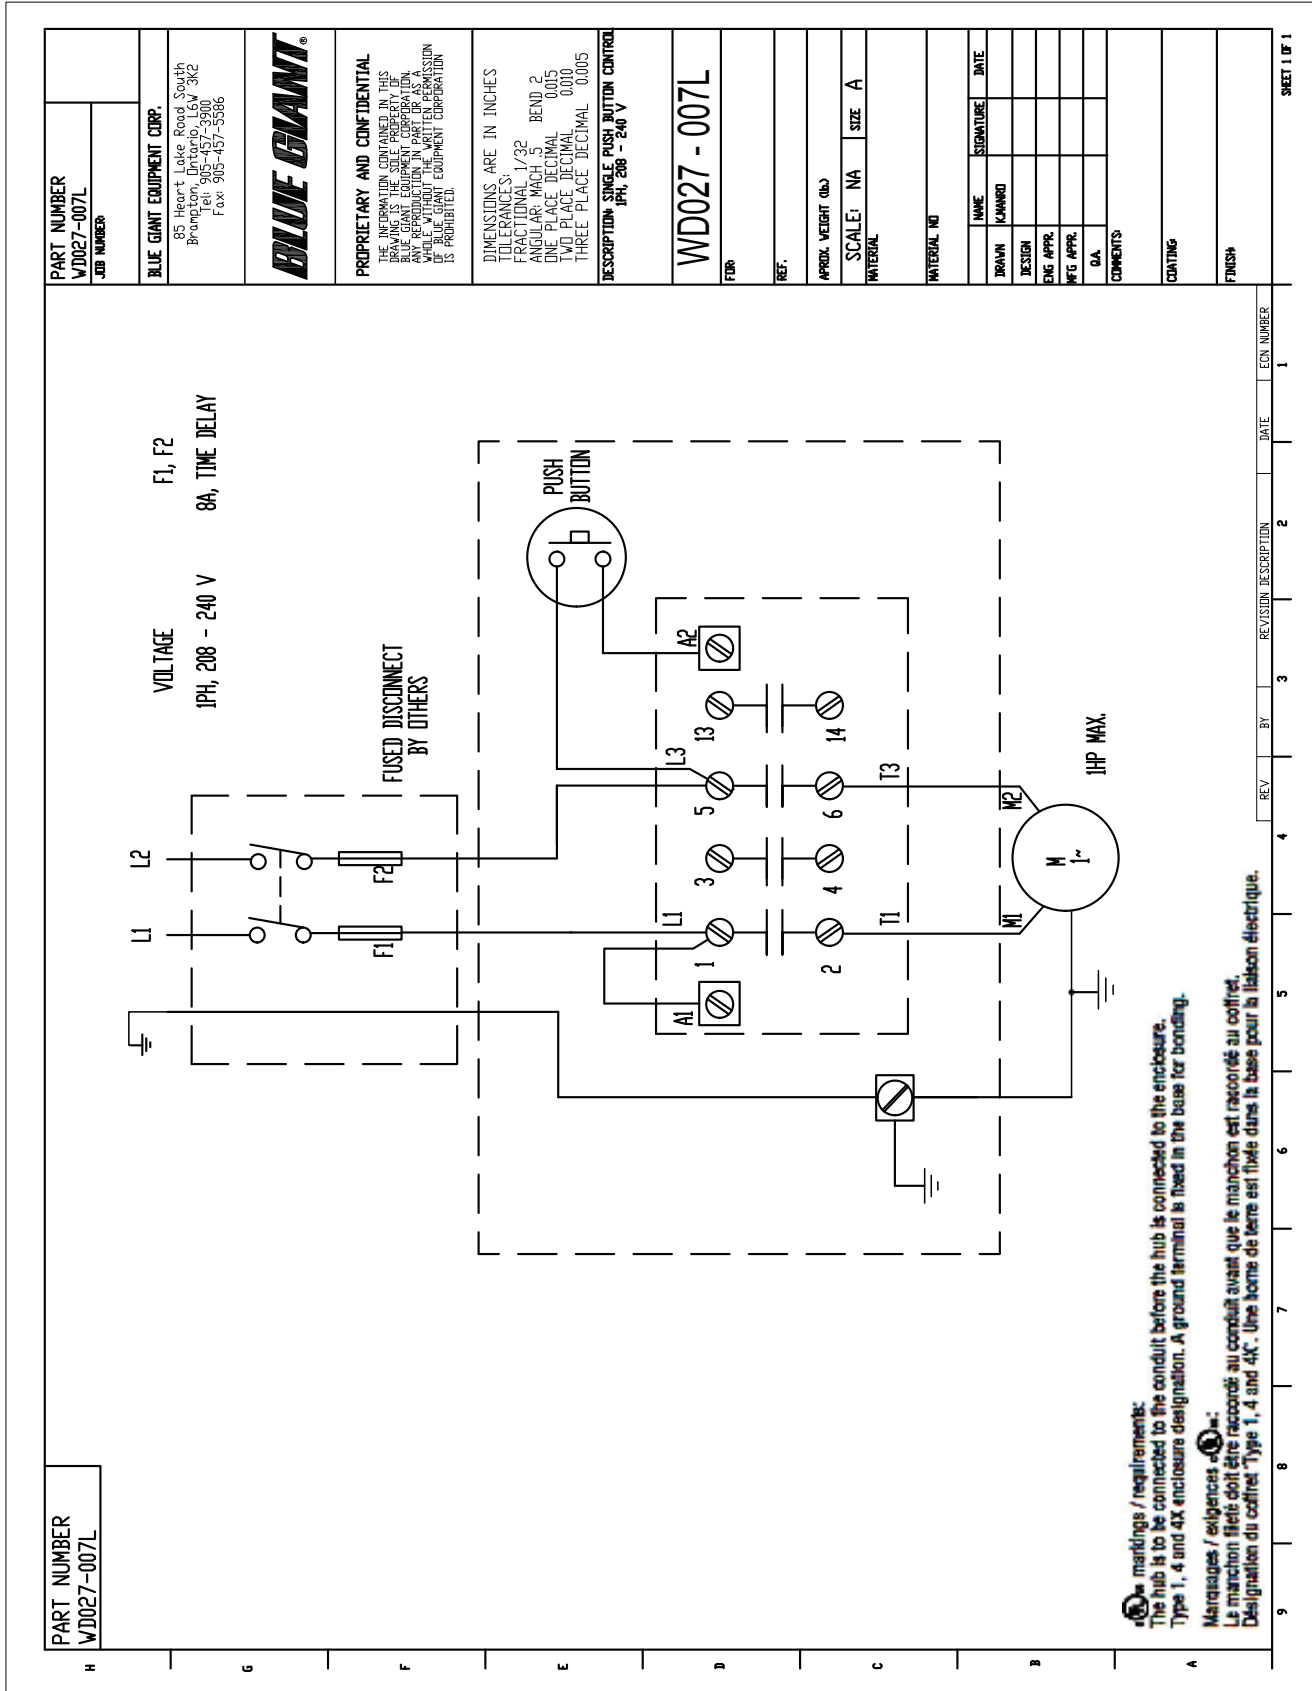 PART NUMBER
WD027-007L
PART NUMBER
WD027-007L
JOB NUMBER:
BLUE GIANT EQUIPMENT CORP.
85 Heart Lake Road South
Brampton, Ontario, L6W 3K2
Tel: 905-457-3900
Fax: 905-457-5586
BLUE GIANT®
PROPRIETARY AND CONFIDENTIAL
THE INFORMATION CONTAINED IN THIS
DRAWING IS THE SOLE PROPERTY OF
BLUE GIANT EQUIPMENT CORPORATION.
ANY REPRODUCTION IN PART OR AS A
WHOLE WITHOUT THE WRITTEN PERMISSION
OF BLUE GIANT EQUIPMENT CORPORATION
IS PROHIBITED.
DIMENSIONS ARE IN INCHES
TOLERANCES:
FRACTIONAL 1/32
ANGULAR: MACH .5 BEND 2
ONE PLACE DECIMAL 0.015
TWO PLACE DECIMAL 0.010
THREE PLACE DECIMAL 0.005
DESCRIPTION: SINGLE PUSH BUTTON CONTROL
1PH, 208 - 240 V
WD027 - 007L
FOR:
REF.
APROX. WEIGHT (lb.)
SCALE: NA SIZE A
MATERIAL
MATERIAL NO
NAME SIGNATURE DATE
DRAWN K.MANRO
DESIGN
ENG APPR.
MFG APPR.
Q.A.
COMMENTS:
COATING:
FINISH:
SHEET 1 OF 1
VOLTAGE F1, F2
1PH, 208 - 240 V 8A, TIME DELAY
L1 L2
FUSED DISCONNECT
BY OTHERS
F1 F2
PUSH
BUTTON
A1 L1 L3 A2
1 3 5 13
2 4 6 14
T1 T3
M1 M2
M
1~
1HP MAX.
cULus markings / requirements:
The hub is to be connected to the conduit before the hub is connected to the enclosure.
Type 1, 4 and 4X enclosure designation. A ground terminal is fixed in the base for bonding.
Marquages / exigences cULus:
Le manchon fileté doit être raccordé au conduit avant que le manchon est raccordé au coffret.
Désignation du coffret "Type 1, 4 and 4X". Une borne de terre est fixée dans la base pour la liaison électrique.
REV BY REVISION DESCRIPTION DATE ECN NUMBER
9 8 7 6 5 4 3 2 1
H
G
F
E
D
C
B
A